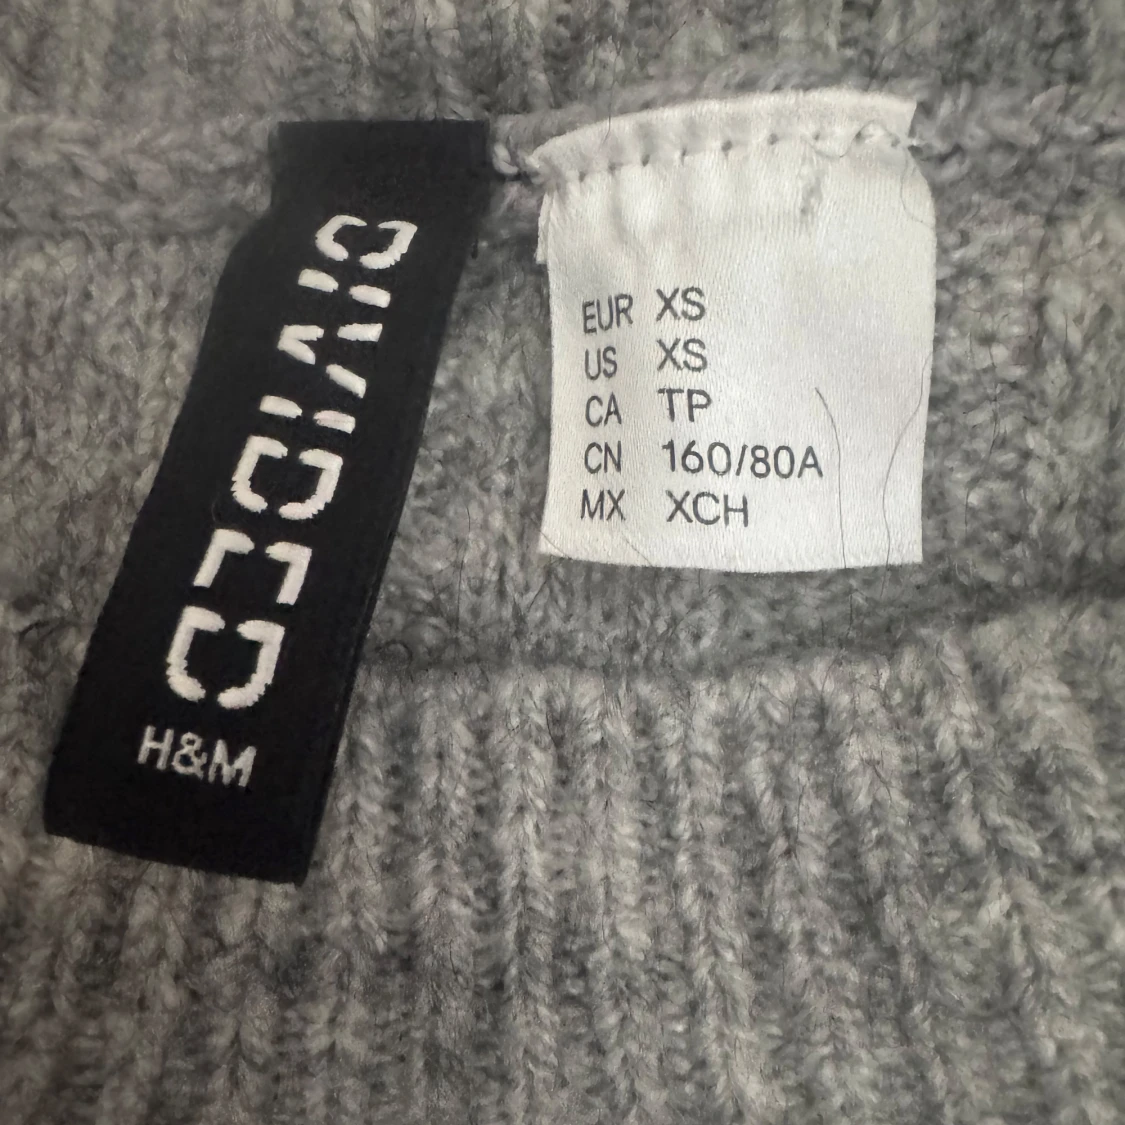 DIVIDED
H&M
EUR XS
US XS
CA TP
CN 160/80A
MX XCH